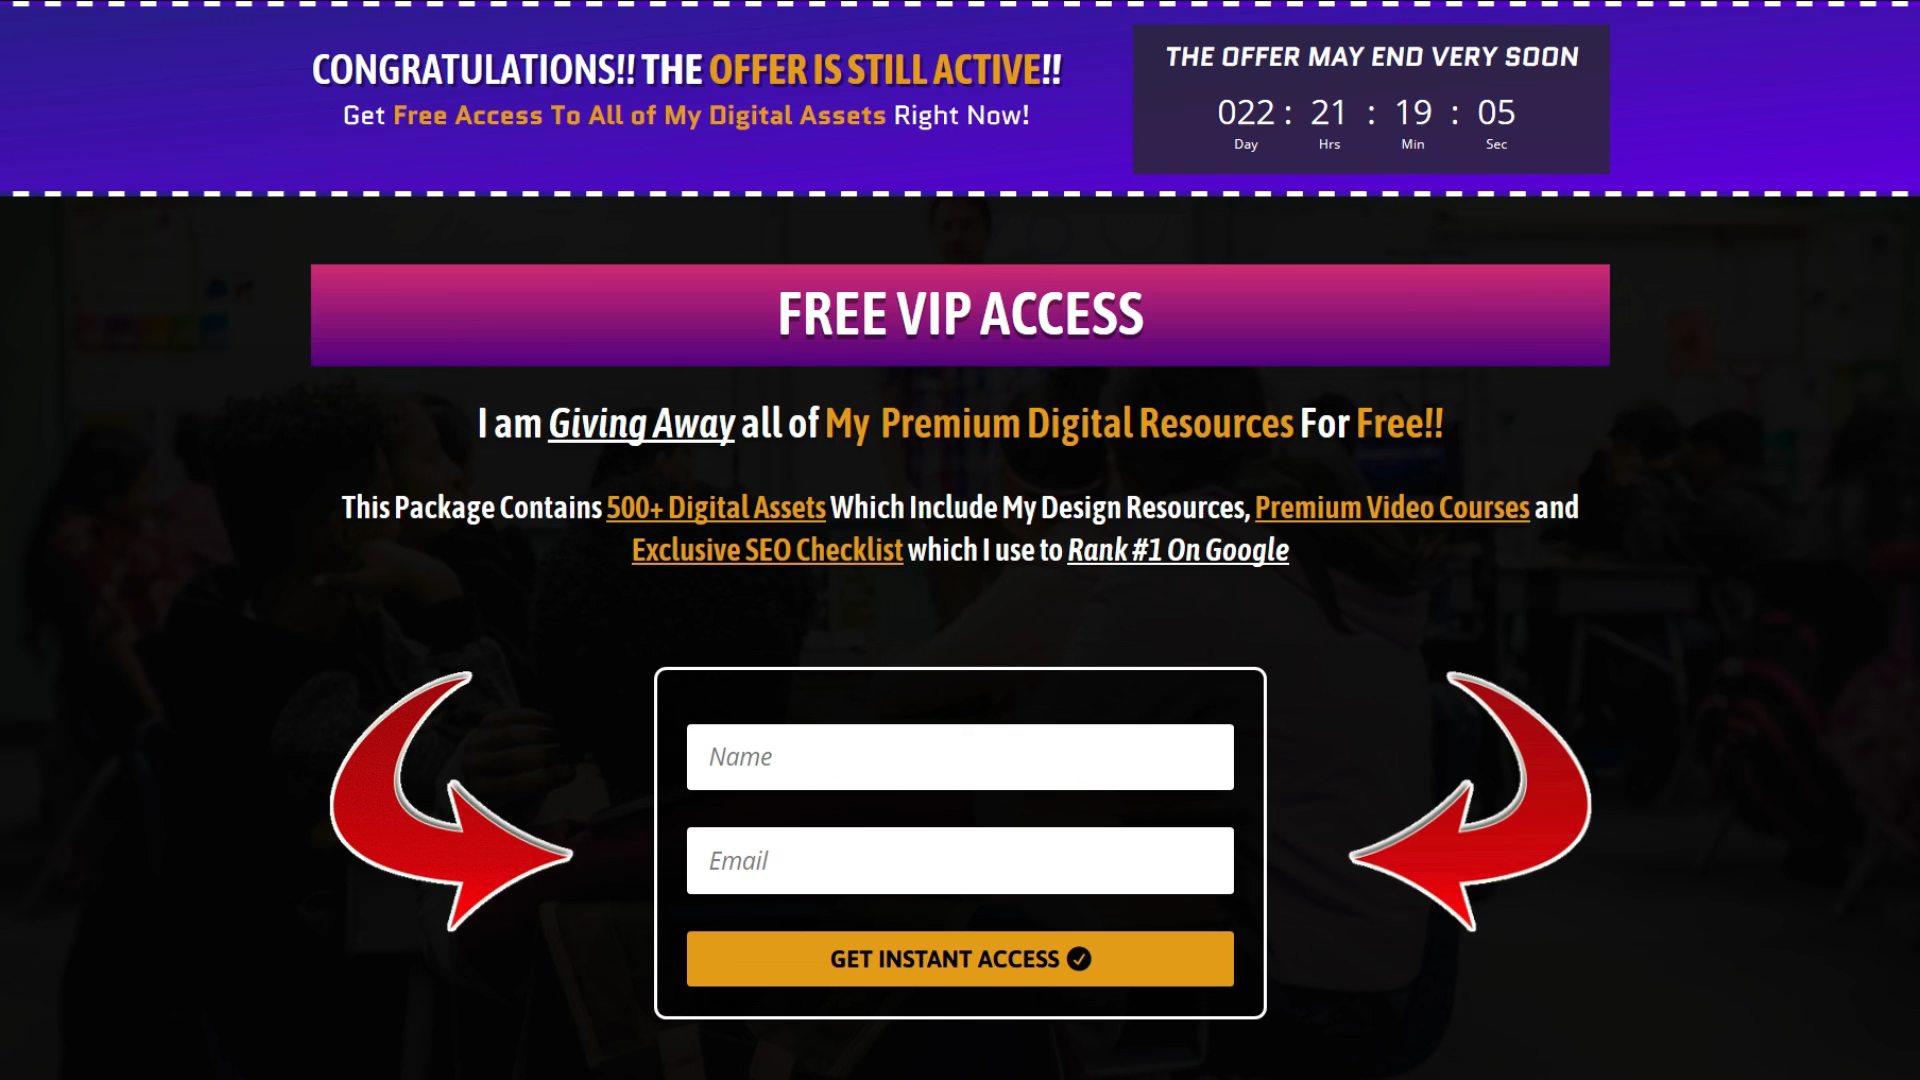 CONGRATULATIONS!! THE OFFER IS STILL ACTIVE!!
Get Free Access To All of My Digital Assets Right Now!
THE OFFER MAY END VERY SOON
022 : 21 : 19 : 05
Day Hrs Min Sec
FREE VIP ACCESS
I am Giving Away all of My Premium Digital Resources For Free!!
This Package Contains 500+ Digital Assets Which Include My Design Resources, Premium Video Courses and
Exclusive SEO Checklist which I use to Rank #1 On Google
Name
Email
GET INSTANT ACCESS